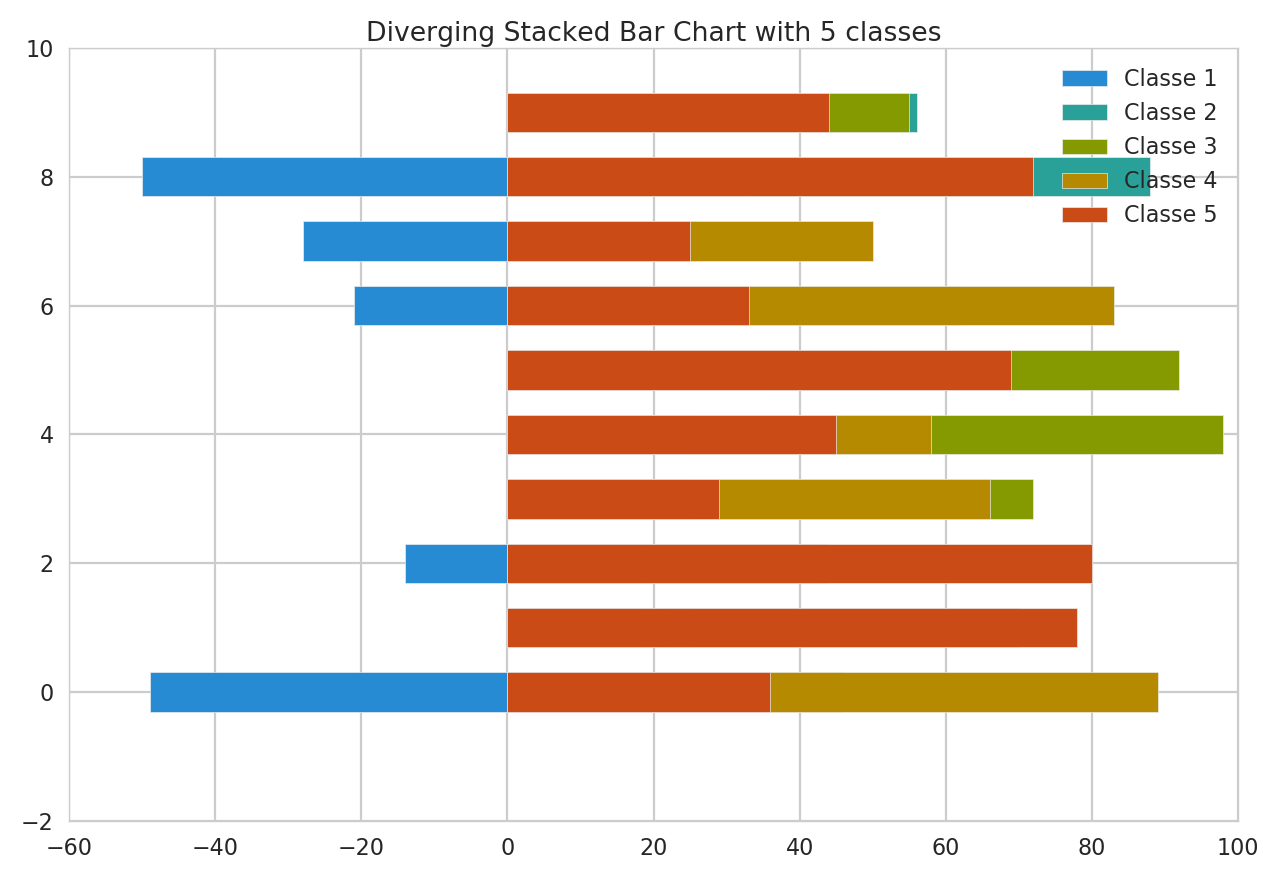 Diverging Stacked Bar Chart with 5 classes
10
8
6
4
2
0
−2
−60 −40 −20 0 20 40 60 80 100
Classe 1
Classe 2
Classe 3
Classe 4
Classe 5